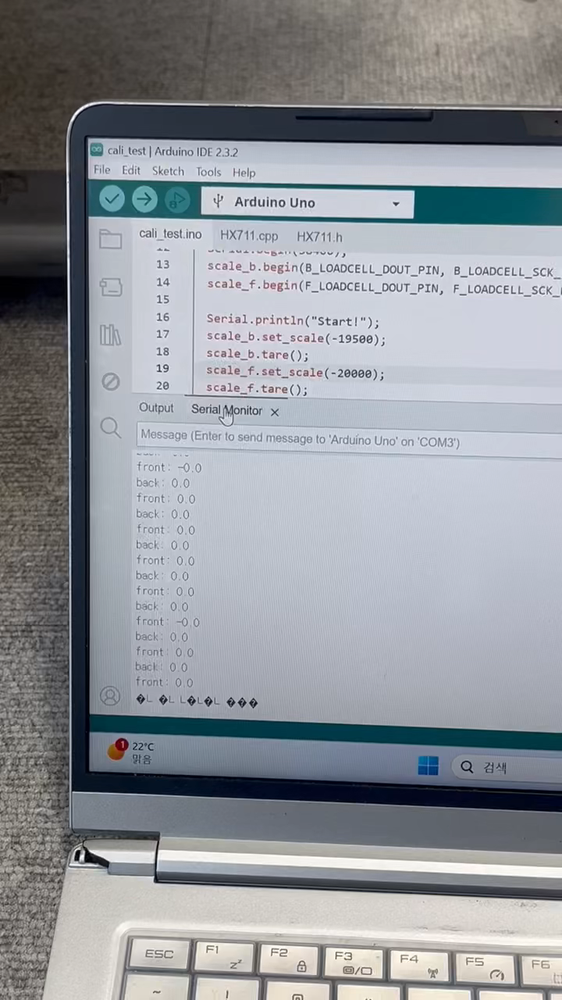 cali_test | Arduino IDE 2.3.2
File Edit Sketch Tools Help
Arduino Uno
cali_test.ino HX711.cpp HX711.h
13 scale_b.begin(B_LOADCELL_DOUT_PIN, B_LOADCELL_SCK_
14 scale_f.begin(F_LOADCELL_DOUT_PIN, F_LOADCELL_SCK_
15
16 Serial.println("Start!");
17 scale_b.set_scale(-19500);
18 scale_b.tare();
19 scale_f.set_scale(-20000);
20 scale_f.tare();
Output Serial Monitor
Message (Enter to send message to 'Arduino Uno' on 'COM3')
front: -0.0
back: 0.0
front: 0.0
back: 0.0
front: 0.0
back: 0.0
front: 0.0
back: 0.0
front: 0.0
back: 0.0
front: -0.0
back: 0.0
front: 0.0
back: 0.0
front: 0.0
�L �L L�L�L ���
1 22°C
맑음
검색
ESC F1 F2 F3 F4 F5 F6
zz
~ !